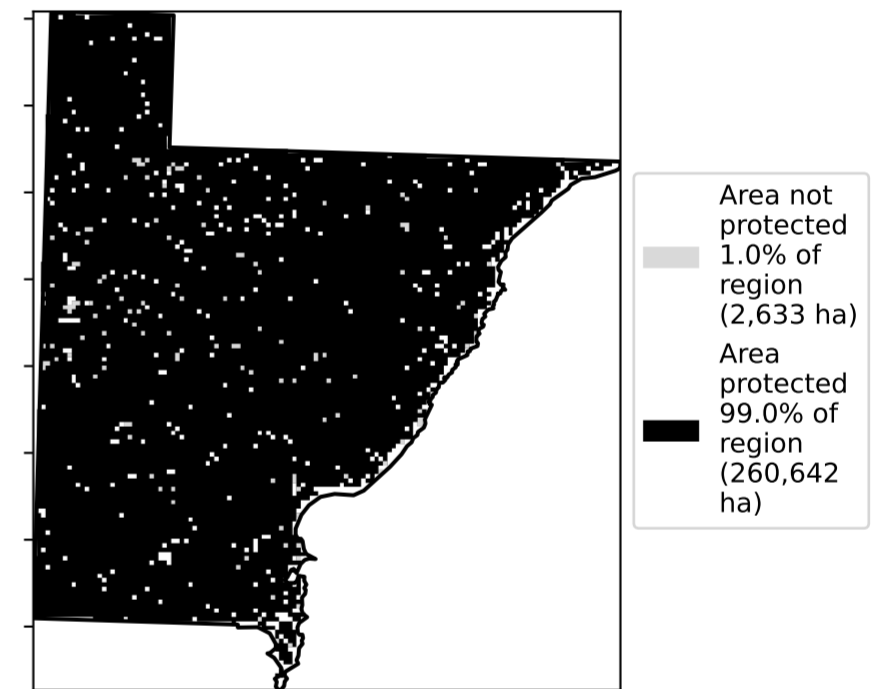 Area not
protected
1.0% of
region
(2,633 ha)
Area
protected
99.0% of
region
(260,642
ha)